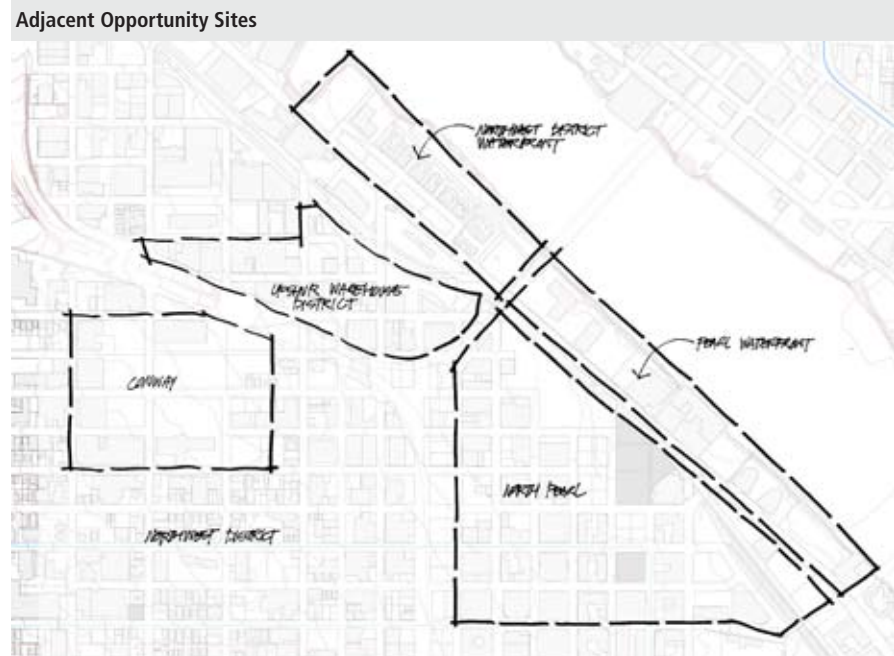 Adjacent Opportunity Sites
NORTHWEST DISTRICT
WATERFRONT
UPSHUR WAREHOUSE
DISTRICT
PEARL WATERFRONT
CONWAY
NORTH PEARL
NORTHWEST DISTRICT